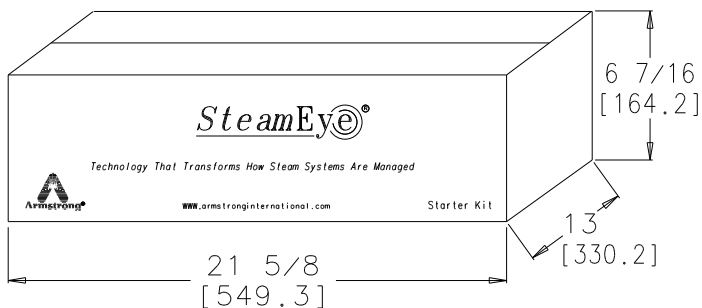 SteamEye®
Technology That Transforms How Steam Systems Are Managed
Armstrong®
www.armstronginternational.com
Starter Kit
6 7/16
[164.2]
13
[330.2]
21 5/8
[549.3]